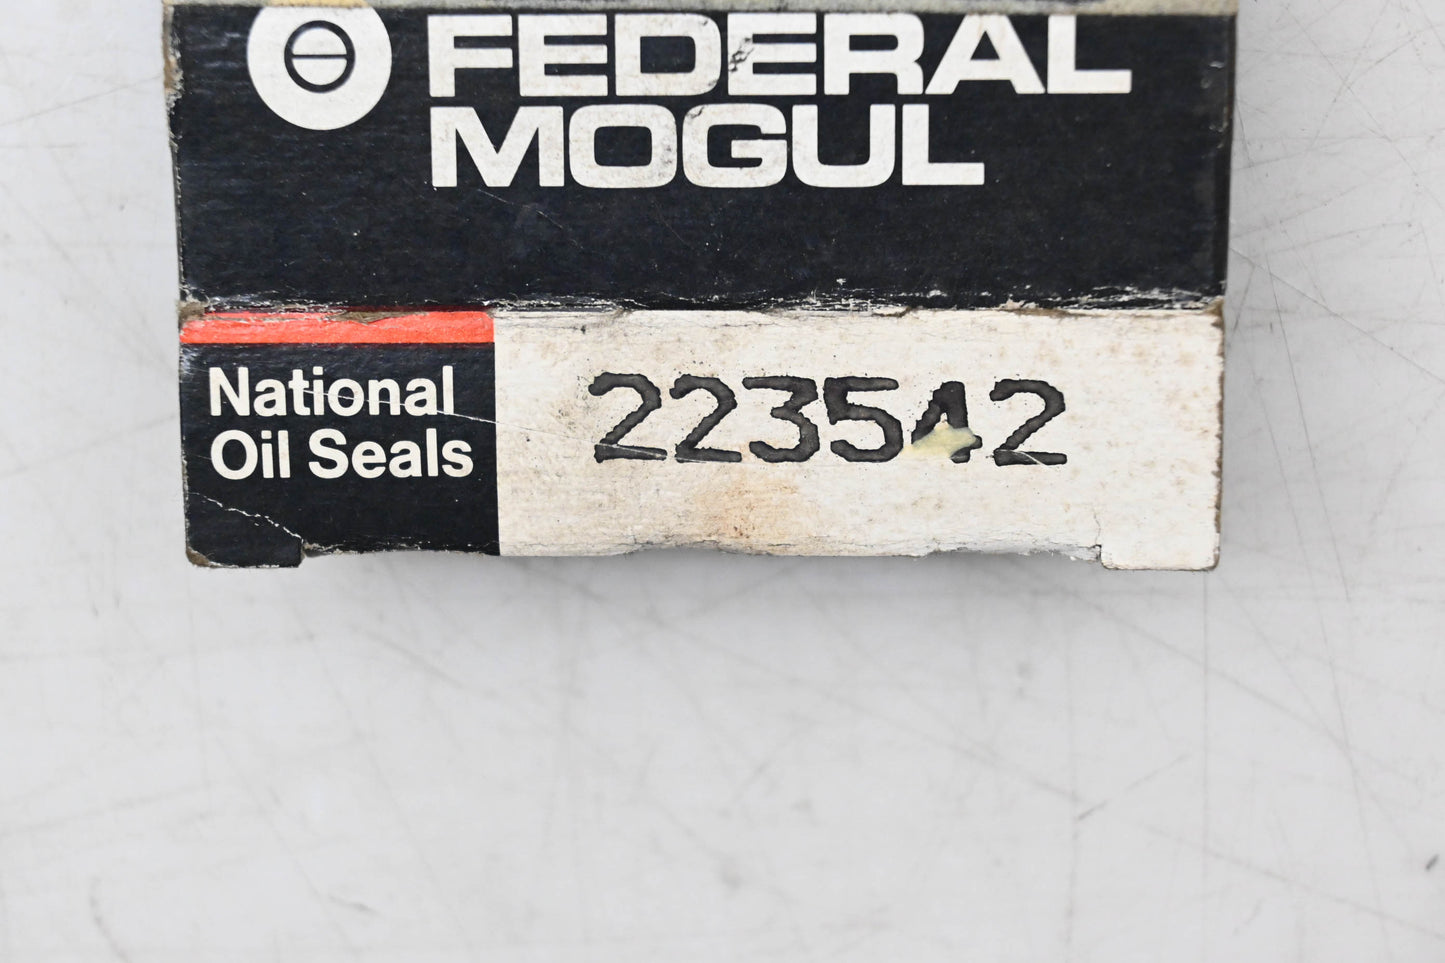 FEDERAL
MOGUL
National
Oil Seals
223542